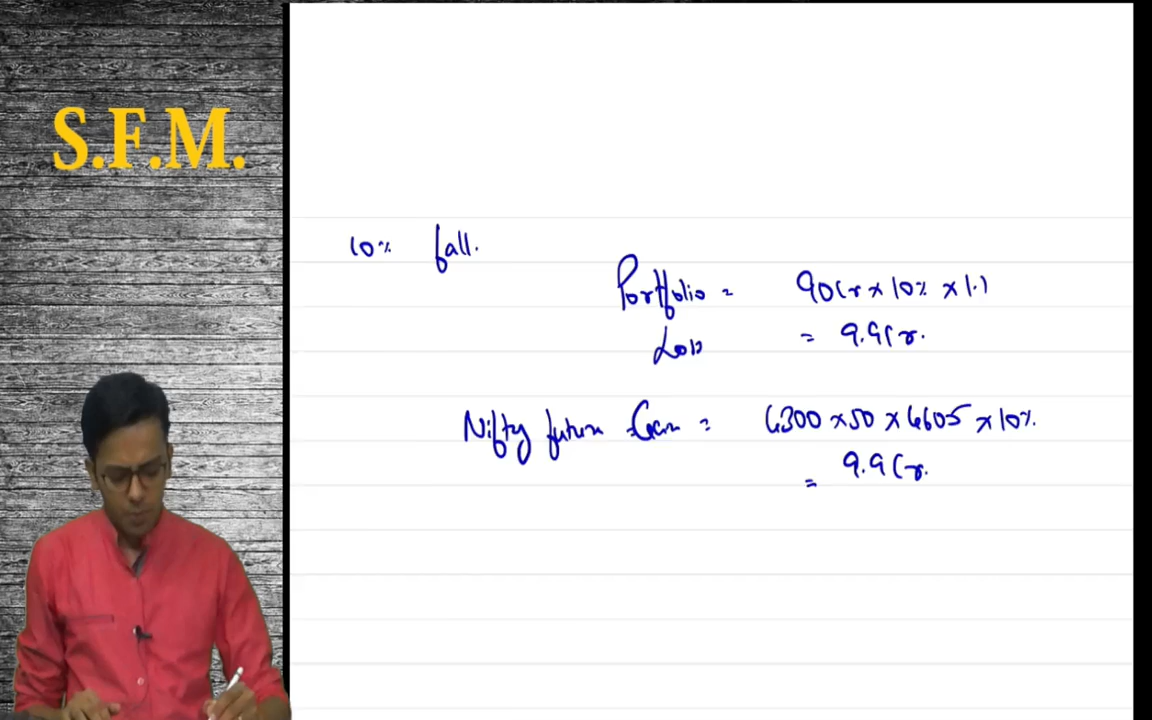 S.F.M.
10% fall.
Portfolio = 90Cr x 10% x 1.1
Loss = 9.9Cr.
Nifty future Gain = 6300 x 50 x 6605 x 10%
= 9.9Cr.